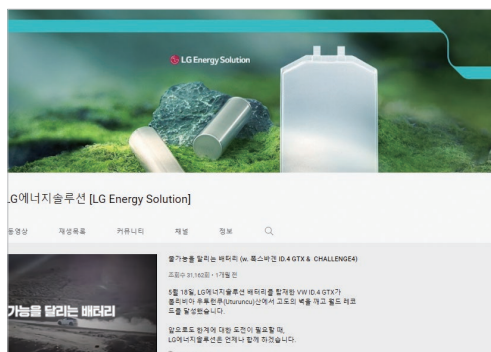 LG Energy Solution
LG에너지솔루션 [LG Energy Solution]
동영상 재생목록 커뮤니티 채널 정보
불가능을 달리는 배터리 (w. 폭스바겐 ID.4 GTX & CHALLENGE4)
조회수 31,162회 • 1개월 전
5월 18일, LG에너지솔루션 배터리를 탑재한 VW ID.4 GTX가
볼리비아 우투런쿠(Uturuncu)산에서 고도의 벽을 깨고 월드 레코
드를 달성했습니다.
앞으로도 한계에 대한 도전이 필요할 때,
LG에너지솔루션은 언제나 함께 하겠습니다.
가능을 달리는 배터리